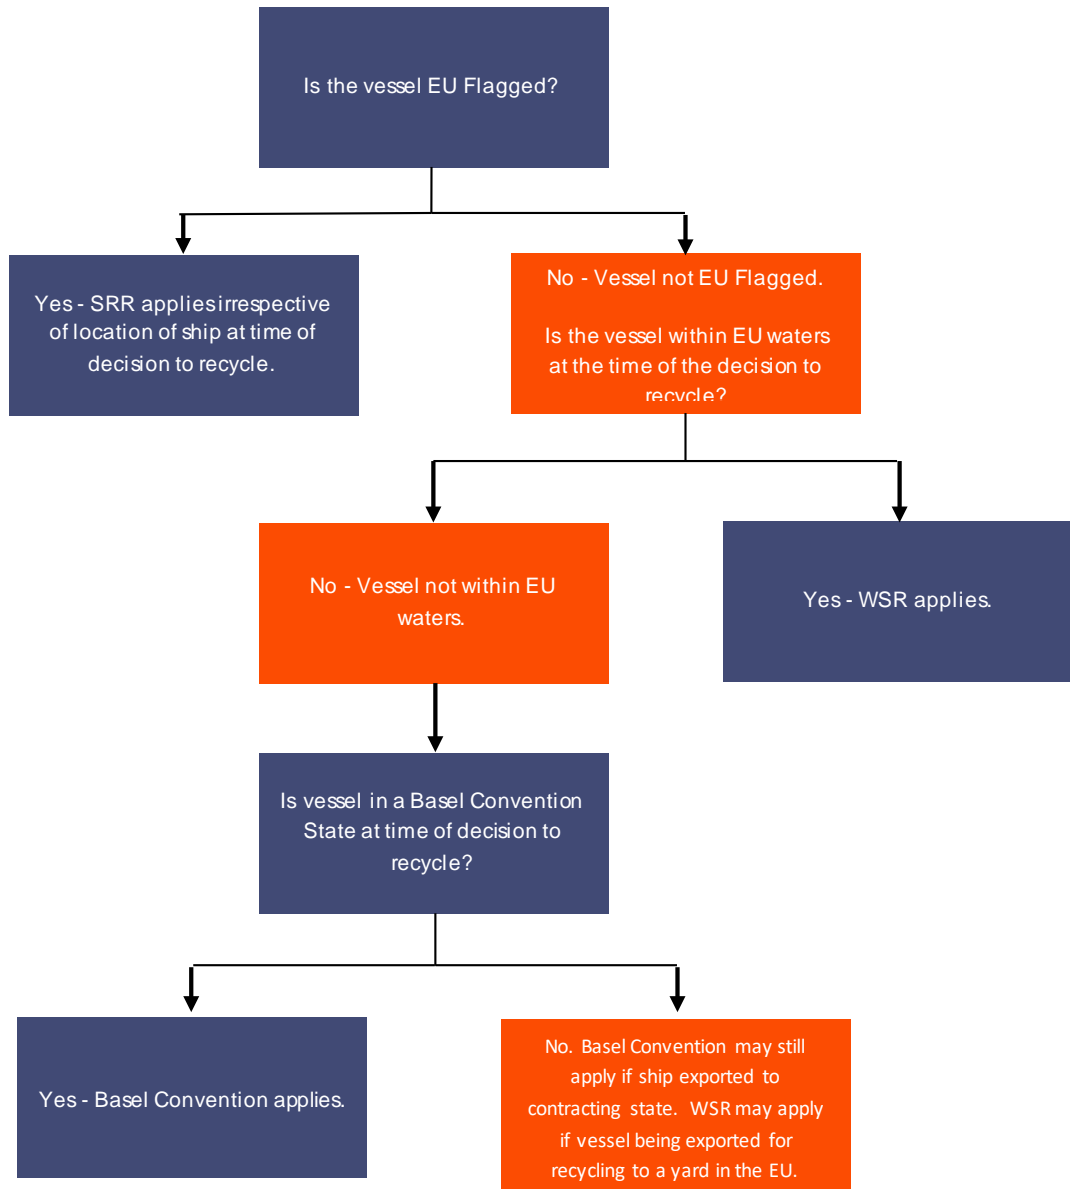 Is the vessel EU Flagged?
Yes - SRR applies irrespective
of location of ship at time of
decision to recycle.
No - Vessel not EU Flagged.
Is the vessel within EU waters
at the time of the decision to
recycle?
No - Vessel not within EU
waters.
Yes - WSR applies.
Is vessel in a Basel Convention
State at time of decision to
recycle?
Yes - Basel Convention applies.
No. Basel Convention may still
apply if ship exported to
contracting state. WSR may apply
if vessel being exported for
recycling to a yard in the EU.